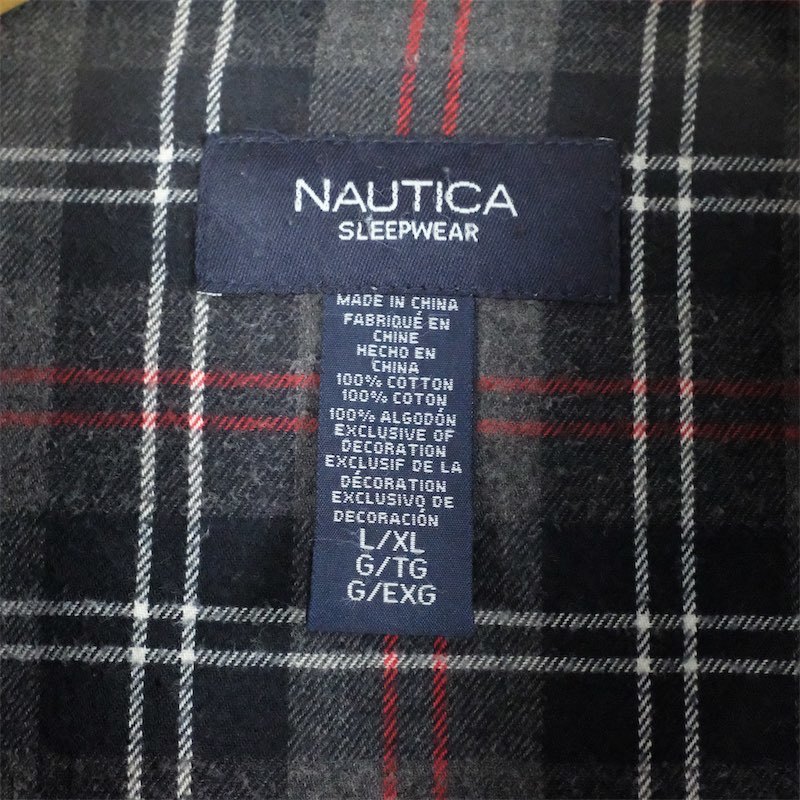 NAUTICA
SLEEPWEAR
MADE IN CHINA
FABRIQUÉ EN
CHINE
HECHO EN
CHINA
100% COTTON
100% COTON
100% ALGODÓN
EXCLUSIVE OF
DECORATION
EXCLUSIF DE LA
DÉCORATION
EXCLUSIVO DE
DECORACIÓN
L/XL
G/TG
G/EXG